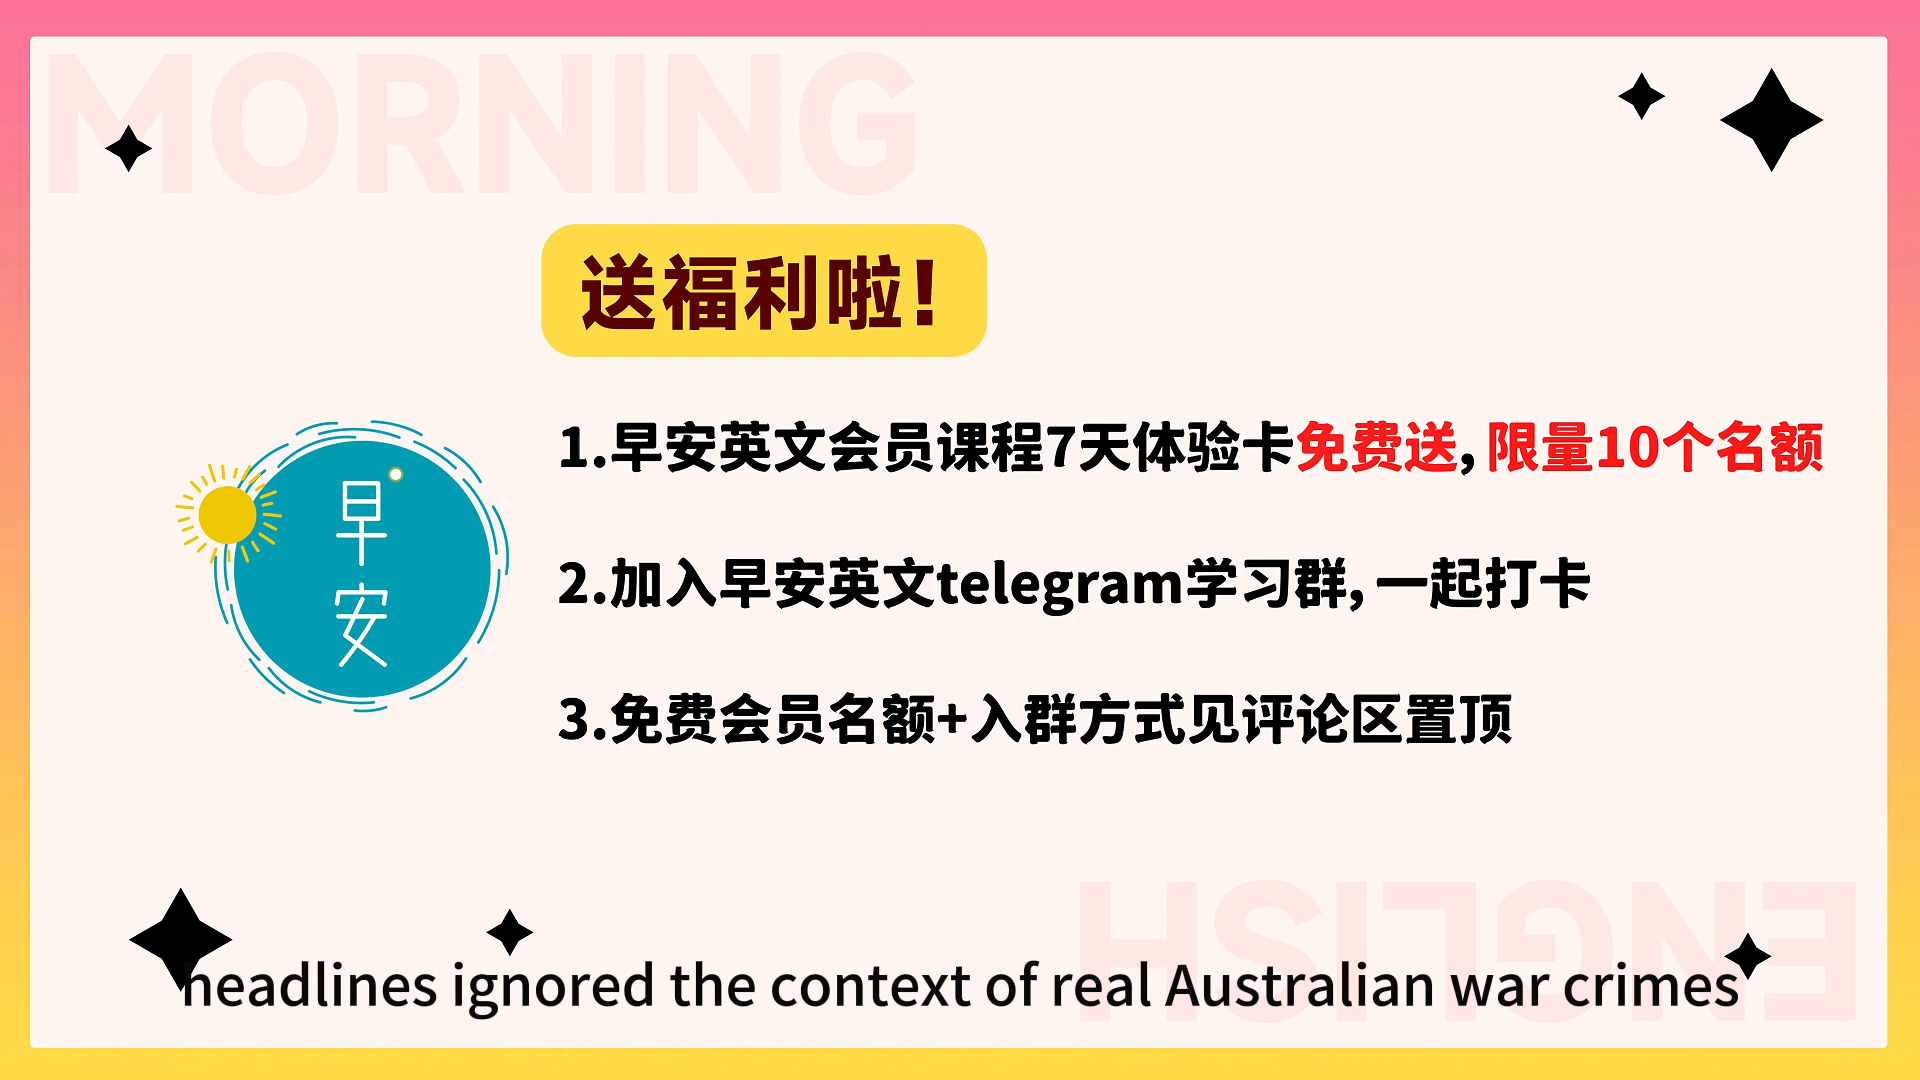 MORNING
送福利啦!
1.早安英文会员课程7天体验卡免费送,限量10个名额
早安
2.加入早安英文telegram学习群,一起打卡
3.免费会员名额+入群方式见评论区置顶
ENGLISH
headlines ignored the context of real Australian war crimes